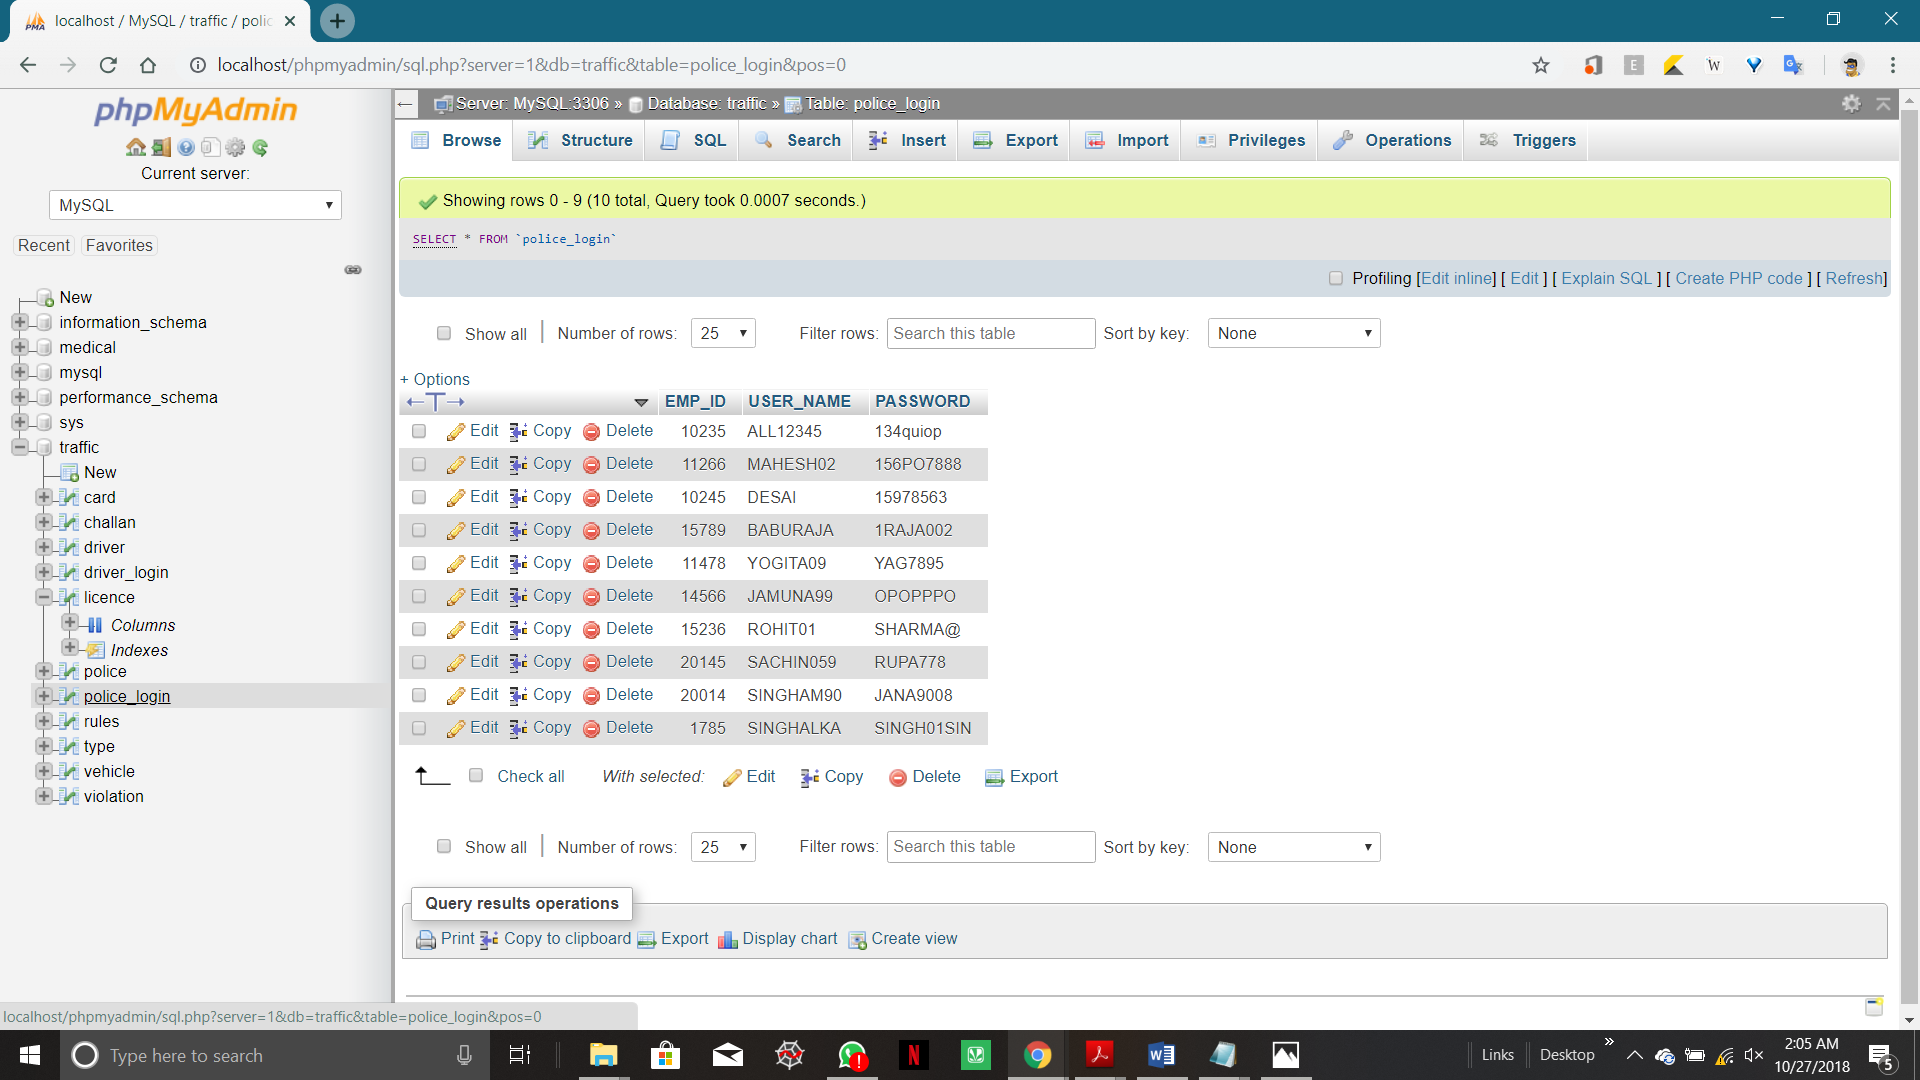 localhost / MySQL / traffic / polic
localhost/phpmyadmin/sql.php?server=1&db=traffic&table=police_login&pos=0
E W
phpMyAdmin
Current server:
MySQL
Recent Favorites
New
information_schema
medical
mysql
performance_schema
sys
traffic
New
card
challan
driver
driver_login
licence
Columns
Indexes
police
police_login
rules
type
vehicle
violation
Server: MySQL:3306 » Database: traffic » Table: police_login
Browse Structure SQL Search Insert Export Import Privileges Operations Triggers
Showing rows 0 - 9 (10 total, Query took 0.0007 seconds.)
SELECT * FROM `police_login`
Profiling [Edit inline] [ Edit ] [ Explain SQL ] [ Create PHP code ] [ Refresh]
Show all Number of rows: 25 Filter rows: Search this table Sort by key: None
+ Options
←T→ EMP_ID USER_NAME PASSWORD
Edit Copy Delete 10235 ALL12345 134quiop
Edit Copy Delete 11266 MAHESH02 156PO7888
Edit Copy Delete 10245 DESAI 15978563
Edit Copy Delete 15789 BABURAJA 1RAJA002
Edit Copy Delete 11478 YOGITA09 YAG7895
Edit Copy Delete 14566 JAMUNA99 OPOPPPO
Edit Copy Delete 15236 ROHIT01 SHARMA@
Edit Copy Delete 20145 SACHIN059 RUPA778
Edit Copy Delete 20014 SINGHAM90 JANA9008
Edit Copy Delete 1785 SINGHALKA SINGH01SIN
Check all With selected: Edit Copy Delete Export
Show all Number of rows: 25 Filter rows: Search this table Sort by key: None
Query results operations
Print Copy to clipboard Export Display chart Create view
localhost/phpmyadmin/sql.php?server=1&db=traffic&table=police_login&pos=0
Type here to search
Links Desktop » 2:05 AM
10/27/2018 5